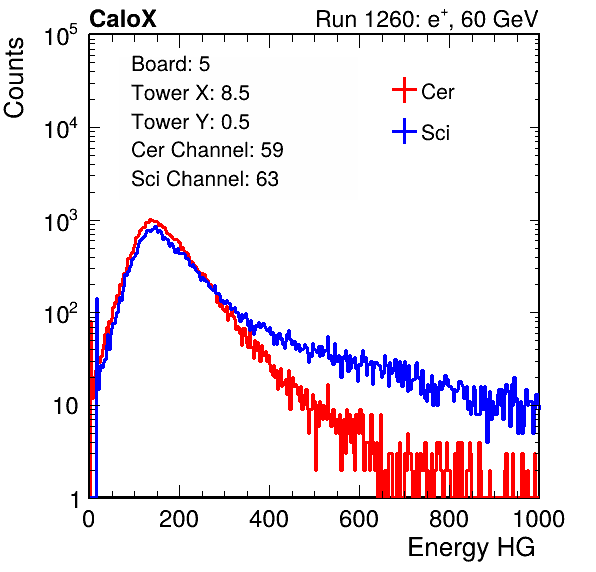 CaloX Run 1260: e⁺, 60 GeV
Counts
10⁵
10⁴
10³
10²
10
1
Board: 5
Tower X: 8.5
Tower Y: 0.5
Cer Channel: 59
Sci Channel: 63
Cer
Sci
0 200 400 600 800 1000
Energy HG